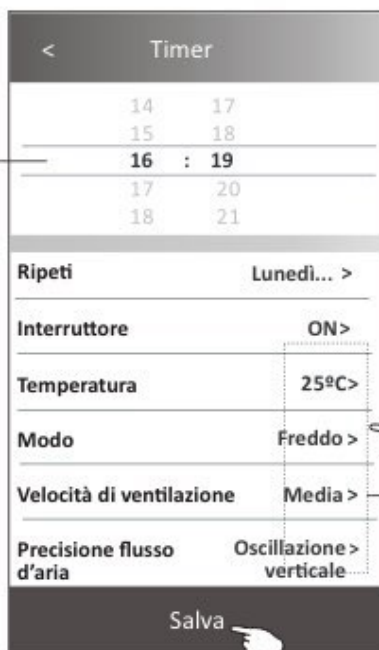 < Timer
14 17
15 18
16 : 19
17 20
18 21
Ripeti Lunedì... >
Interruttore ON>
Temperatura 25ºC>
Modo Freddo >
Velocità di ventilazione Media >
Precisione flusso Oscillazione >
d'aria verticale
Salva